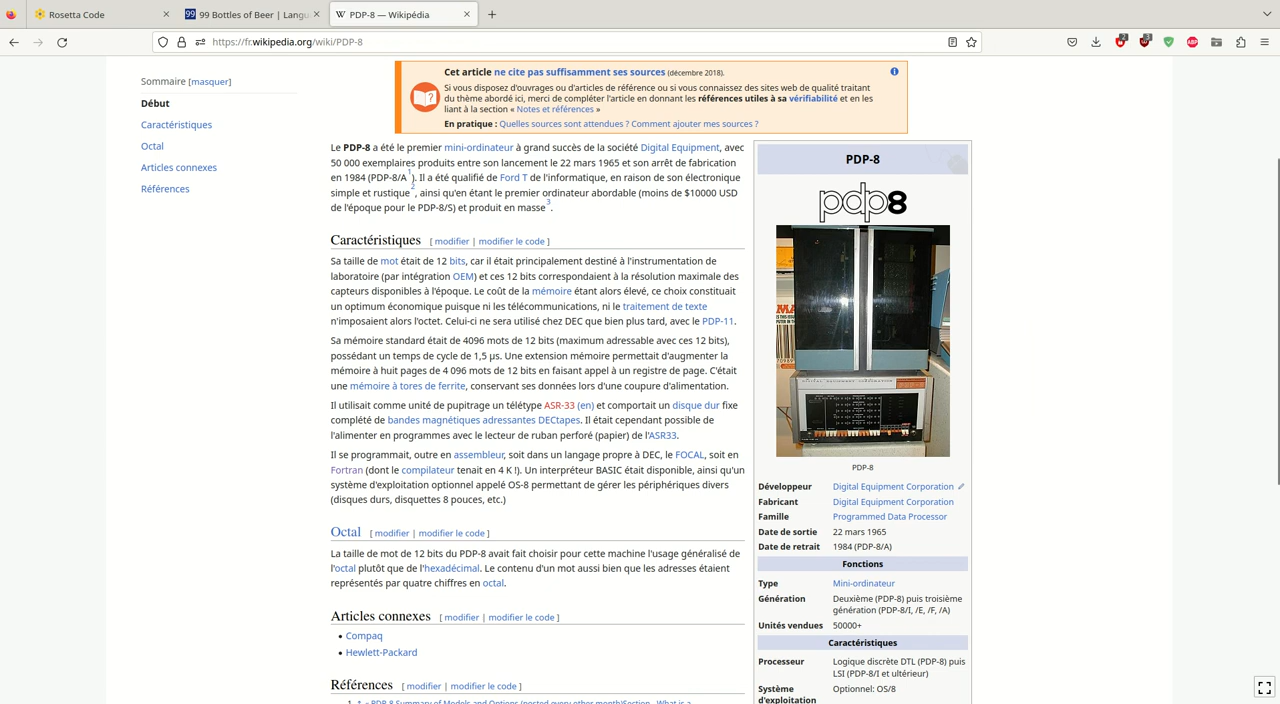 Rosetta Code
99 Bottles of Beer | Langu
PDP-8 — Wikipédia
https://fr.wikipedia.org/wiki/PDP-8
Sommaire [masquer]
Début
Caractéristiques
Octal
Articles connexes
Références
Cet article ne cite pas suffisamment ses sources (décembre 2018).
Si vous disposez d'ouvrages ou d'articles de référence ou si vous connaissez des sites web de qualité traitant
du thème abordé ici, merci de compléter l'article en donnant les références utiles à sa vérifiabilité et en les
liant à la section « Notes et références »
En pratique : Quelles sources sont attendues ? Comment ajouter mes sources ?
Le PDP-8 a été le premier mini-ordinateur à grand succès de la société Digital Equipment, avec
50 000 exemplaires produits entre son lancement le 22 mars 1965 et son arrêt de fabrication
en 1984 (PDP-8/A 1). Il a été qualifié de Ford T de l'informatique, en raison de son électronique
simple et rustique 2, ainsi qu'en étant le premier ordinateur abordable (moins de $10000 USD
de l'époque pour le PDP-8/S) et produit en masse 3.
Caractéristiques [ modifier | modifier le code ]
Sa taille de mot était de 12 bits, car il était principalement destiné à l'instrumentation de
laboratoire (par intégration OEM) et ces 12 bits correspondaient à la résolution maximale des
capteurs disponibles à l'époque. Le coût de la mémoire étant alors élevé, ce choix constituait
un optimum économique puisque ni les télécommunications, ni le traitement de texte
n'imposaient alors l'octet. Celui-ci ne sera utilisé chez DEC que bien plus tard, avec le PDP-11.
Sa mémoire standard était de 4096 mots de 12 bits (maximum adressable avec ces 12 bits),
possédant un temps de cycle de 1,5 µs. Une extension mémoire permettait d'augmenter la
mémoire à huit pages de 4 096 mots de 12 bits en faisant appel à un registre de page. C'était
une mémoire à tores de ferrite, conservant ses données lors d'une coupure d'alimentation.
Il utilisait comme unité de pupitrage un télétype ASR-33 (en) et comportait un disque dur fixe
complété de bandes magnétiques adressantes DECtapes. Il était cependant possible de
l'alimenter en programmes avec le lecteur de ruban perforé (papier) de l'ASR33.
Il se programmait, outre en assembleur, soit dans un langage propre à DEC, le FOCAL, soit en
Fortran (dont le compilateur tenait en 4 K !). Un interpréteur BASIC était disponible, ainsi qu'un
système d'exploitation optionnel appelé OS-8 permettant de gérer les périphériques divers
(disques durs, disquettes 8 pouces, etc.)
Octal [ modifier | modifier le code ]
La taille de mot de 12 bits du PDP-8 avait fait choisir pour cette machine l'usage généralisé de
l'octal plutôt que de l'hexadécimal. Le contenu d'un mot aussi bien que les adresses étaient
représentés par quatre chiffres en octal.
Articles connexes [ modifier | modifier le code ]
• Compaq
• Hewlett-Packard
Références [ modifier | modifier le code ]
1. ↑ « PDP-8 Summary of Models and Options (posted every other month)Section - What is a
PDP-8
pdp8
PDP-8
Développeur Digital Equipment Corporation
Fabricant Digital Equipment Corporation
Famille Programmed Data Processor
Date de sortie 22 mars 1965
Date de retrait 1984 (PDP-8/A)
Fonctions
Type Mini-ordinateur
Génération Deuxième (PDP-8) puis troisième
génération (PDP-8/I, /E, /F, /A)
Unités vendues 50000+
Caractéristiques
Processeur Logique discrète DTL (PDP-8) puis
LSI (PDP-8/I et ultérieur)
Système Optionnel: OS/8
d'exploitation